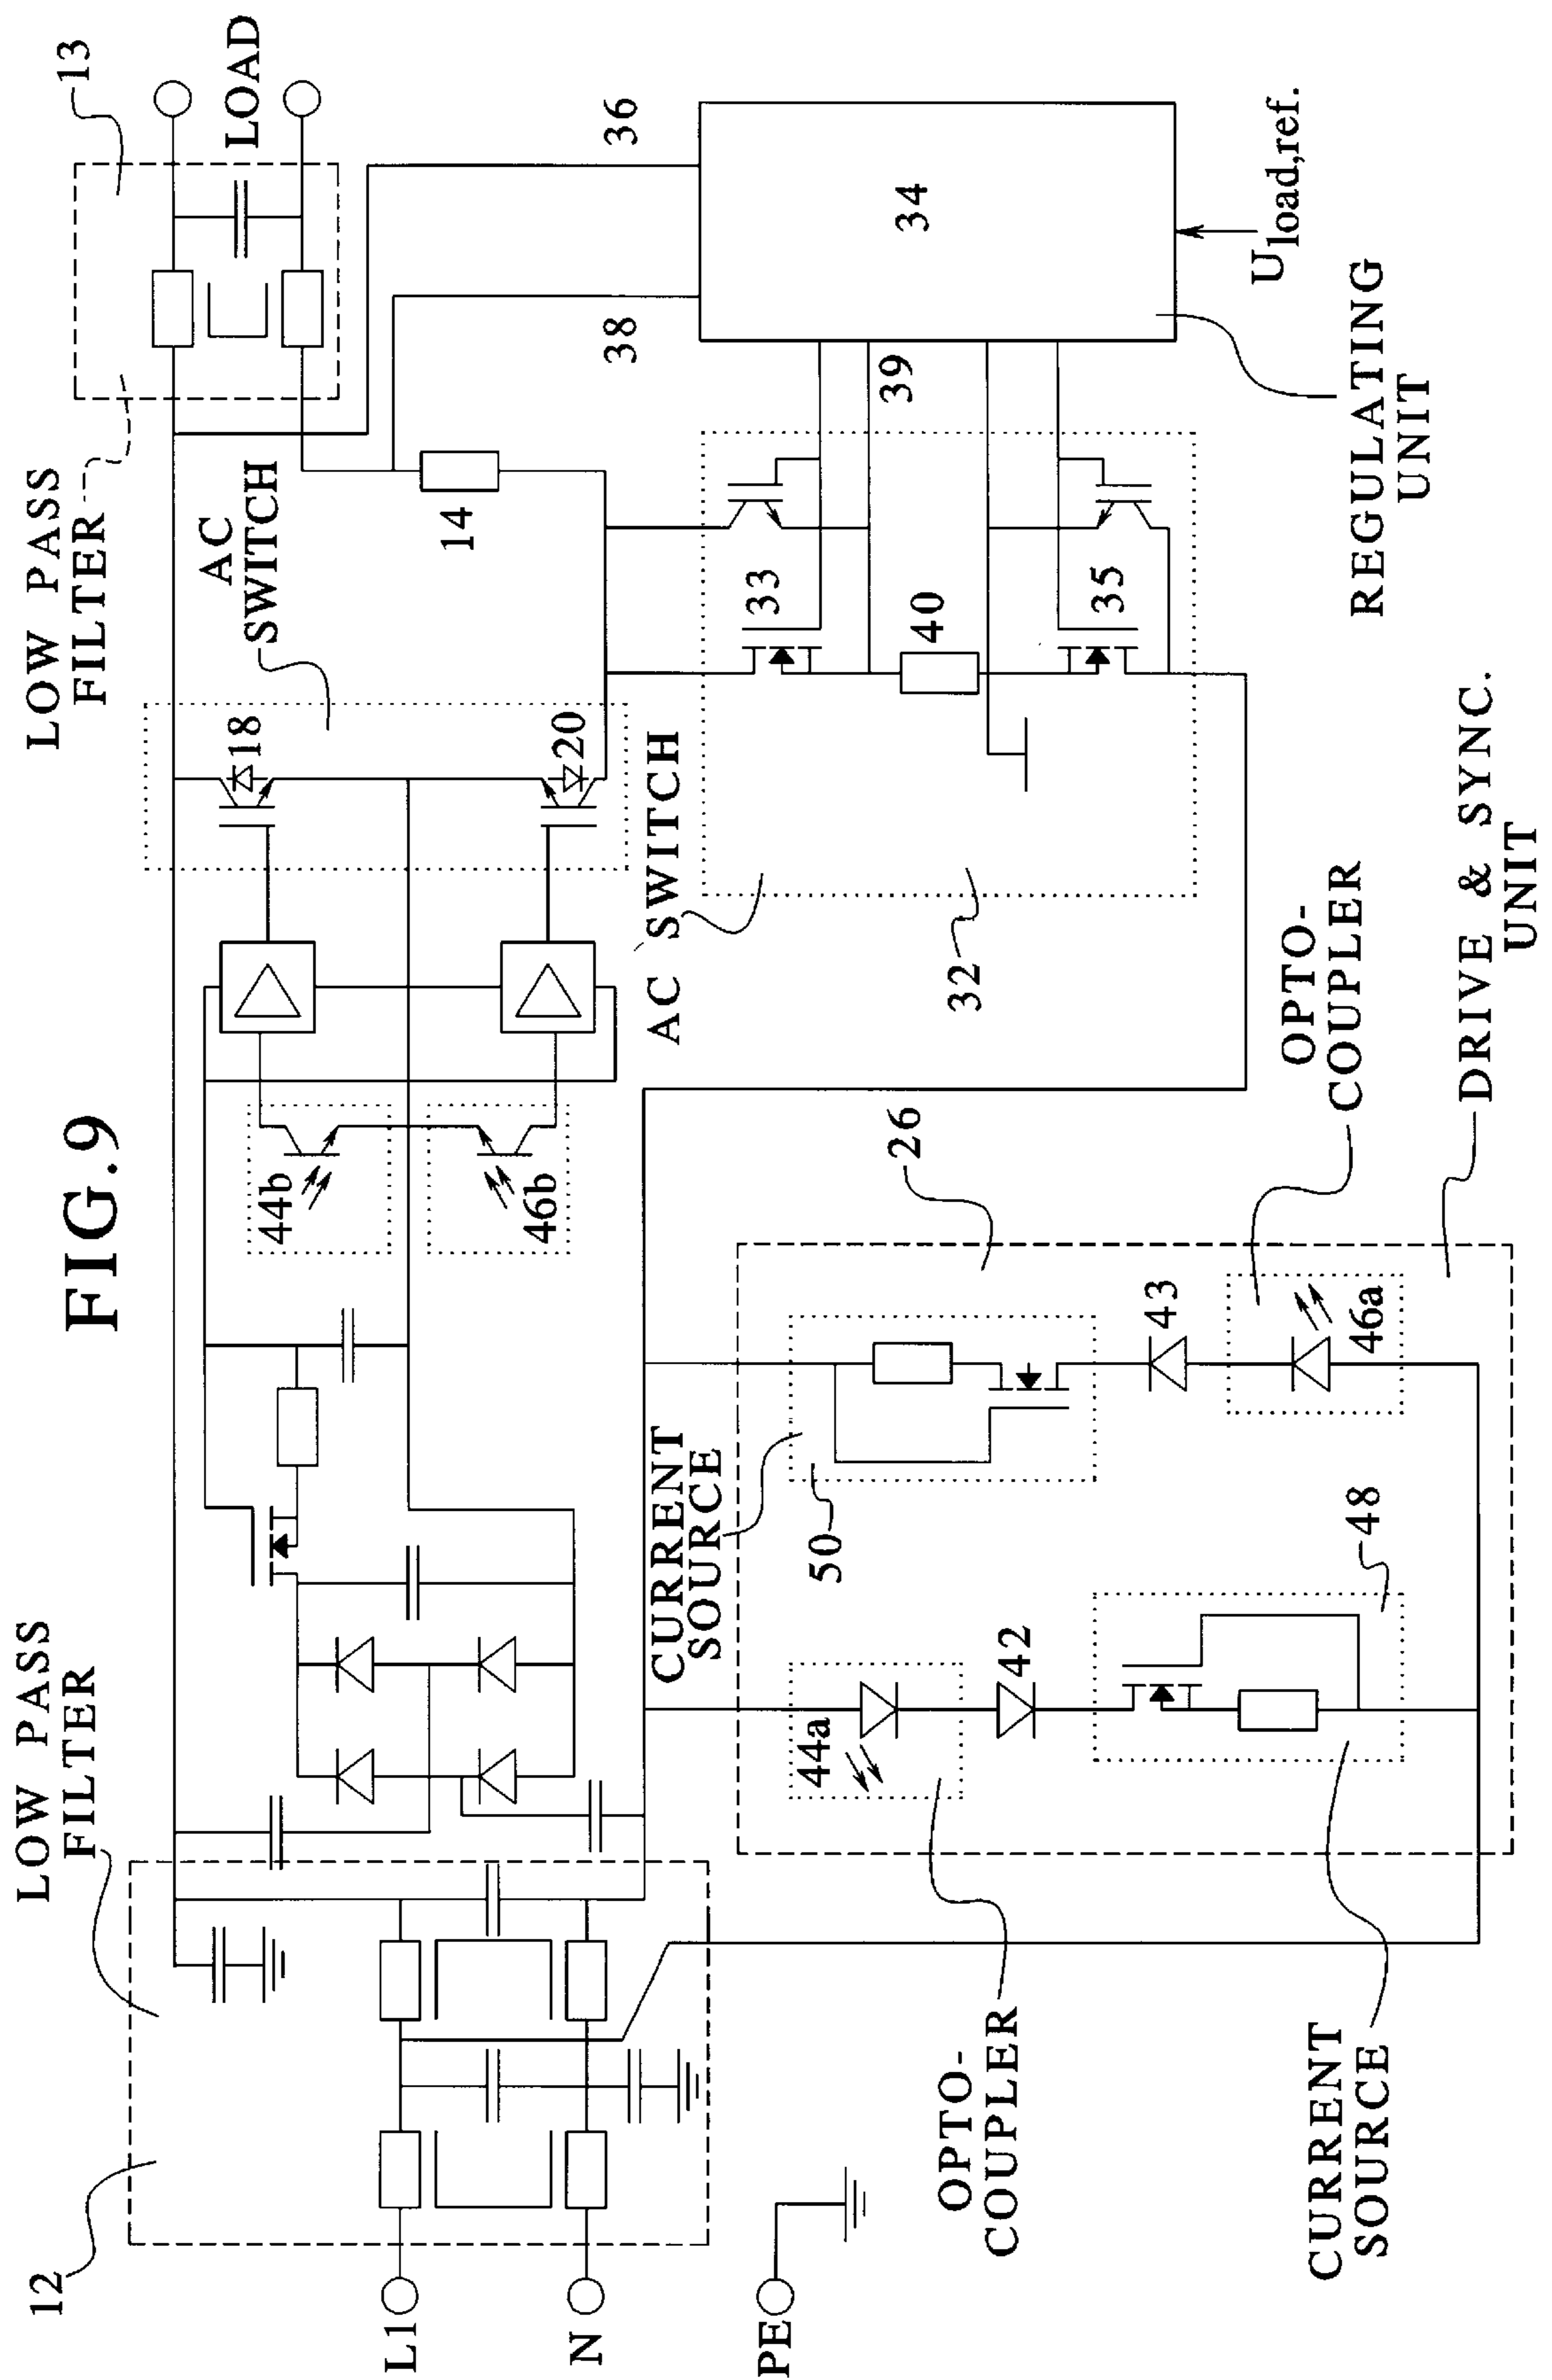 FIG.9
LOW PASS
FILTER
12
L1
N
PE
LOW PASS
FILTER
13
LOAD
AC
SWITCH
18
20
14
44b
46b
AC SWITCH
32
33
35
40
36
38
39
34
Uload,ref.
REGULATING
UNIT
CURRENT
SOURCE
50
26
43
46a
OPTO-
COUPLER
DRIVE & SYNC.
UNIT
44a
42
48
OPTO-
COUPLER
CURRENT
SOURCE